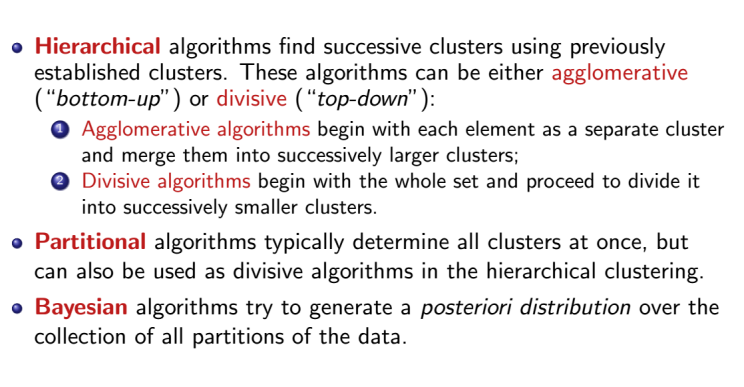 Hierarchical algorithms find successive clusters using previously
established clusters. These algorithms can be either agglomerative
(“bottom-up”) or divisive (“top-down”):
1 Agglomerative algorithms begin with each element as a separate cluster
and merge them into successively larger clusters;
2 Divisive algorithms begin with the whole set and proceed to divide it
into successively smaller clusters.
Partitional algorithms typically determine all clusters at once, but
can also be used as divisive algorithms in the hierarchical clustering.
Bayesian algorithms try to generate a posteriori distribution over the
collection of all partitions of the data.